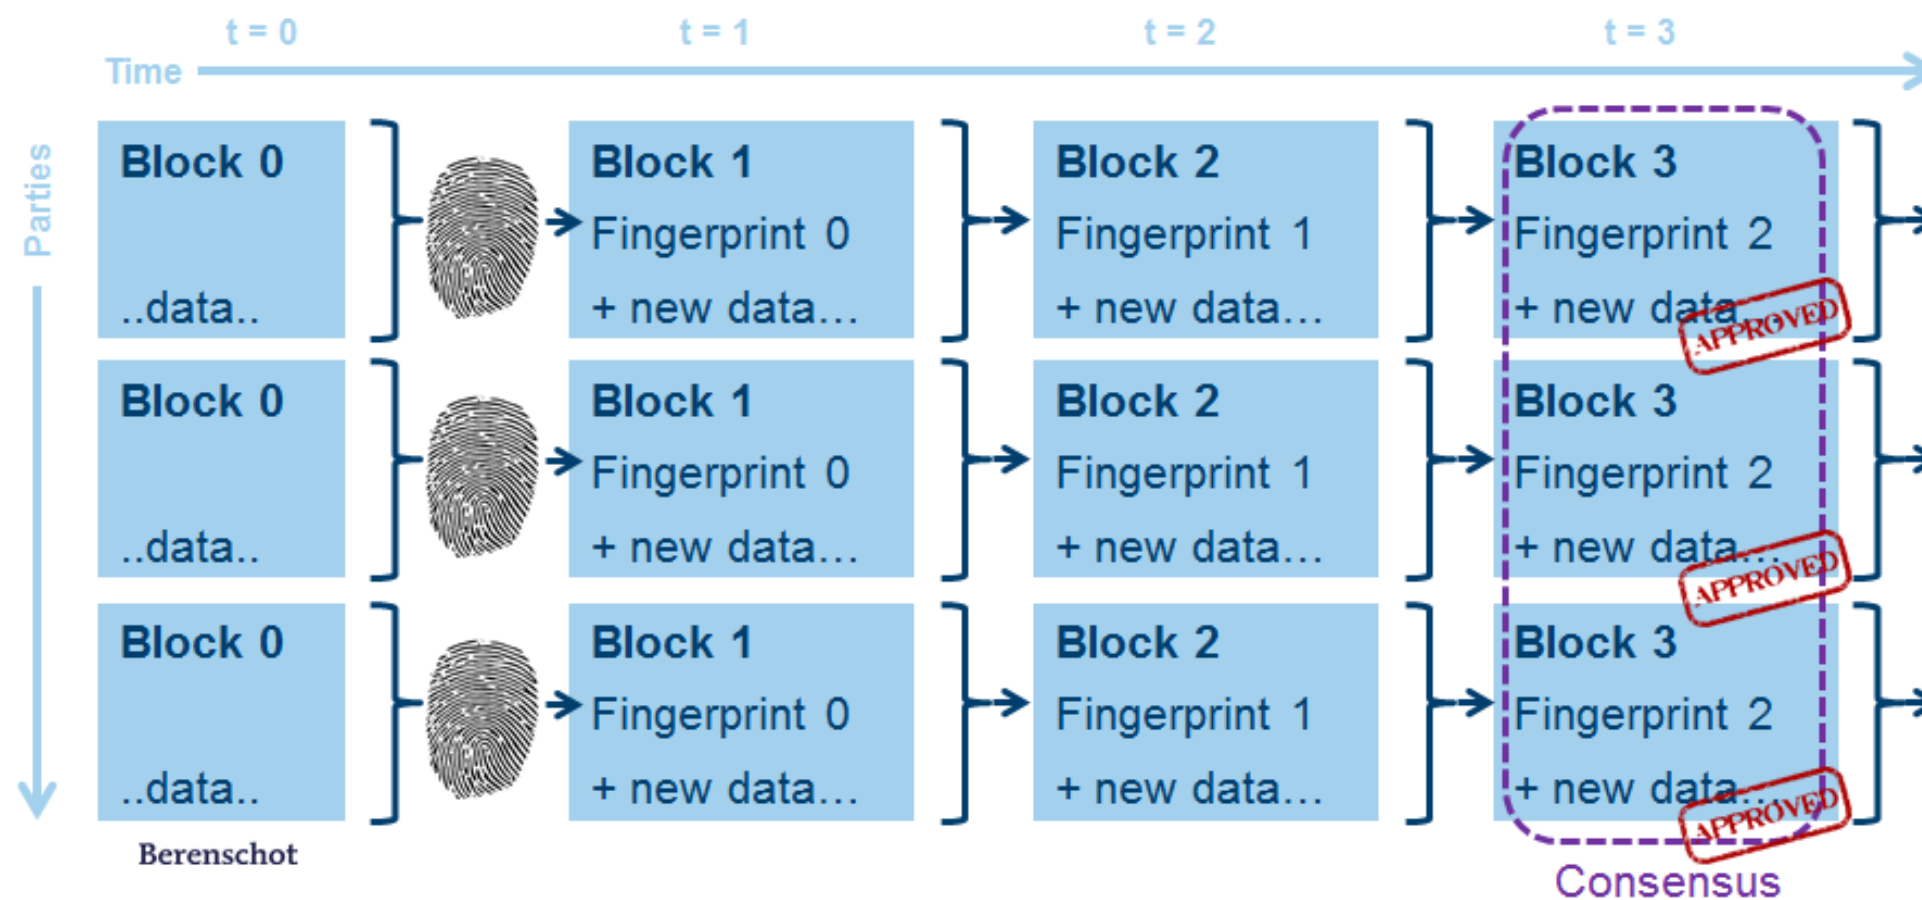 t = 0 t = 1 t = 2 t = 3
Time
Parties
Block 0 Block 1 Block 2 Block 3
Fingerprint 0 Fingerprint 1 Fingerprint 2
..data.. + new data... + new data... + new data...
APPROVED
Block 0 Block 1 Block 2 Block 3
Fingerprint 0 Fingerprint 1 Fingerprint 2
..data.. + new data... + new data... + new data...
APPROVED
Block 0 Block 1 Block 2 Block 3
Fingerprint 0 Fingerprint 1 Fingerprint 2
..data.. + new data... + new data... + new data...
APPROVED
Berenschot
Consensus